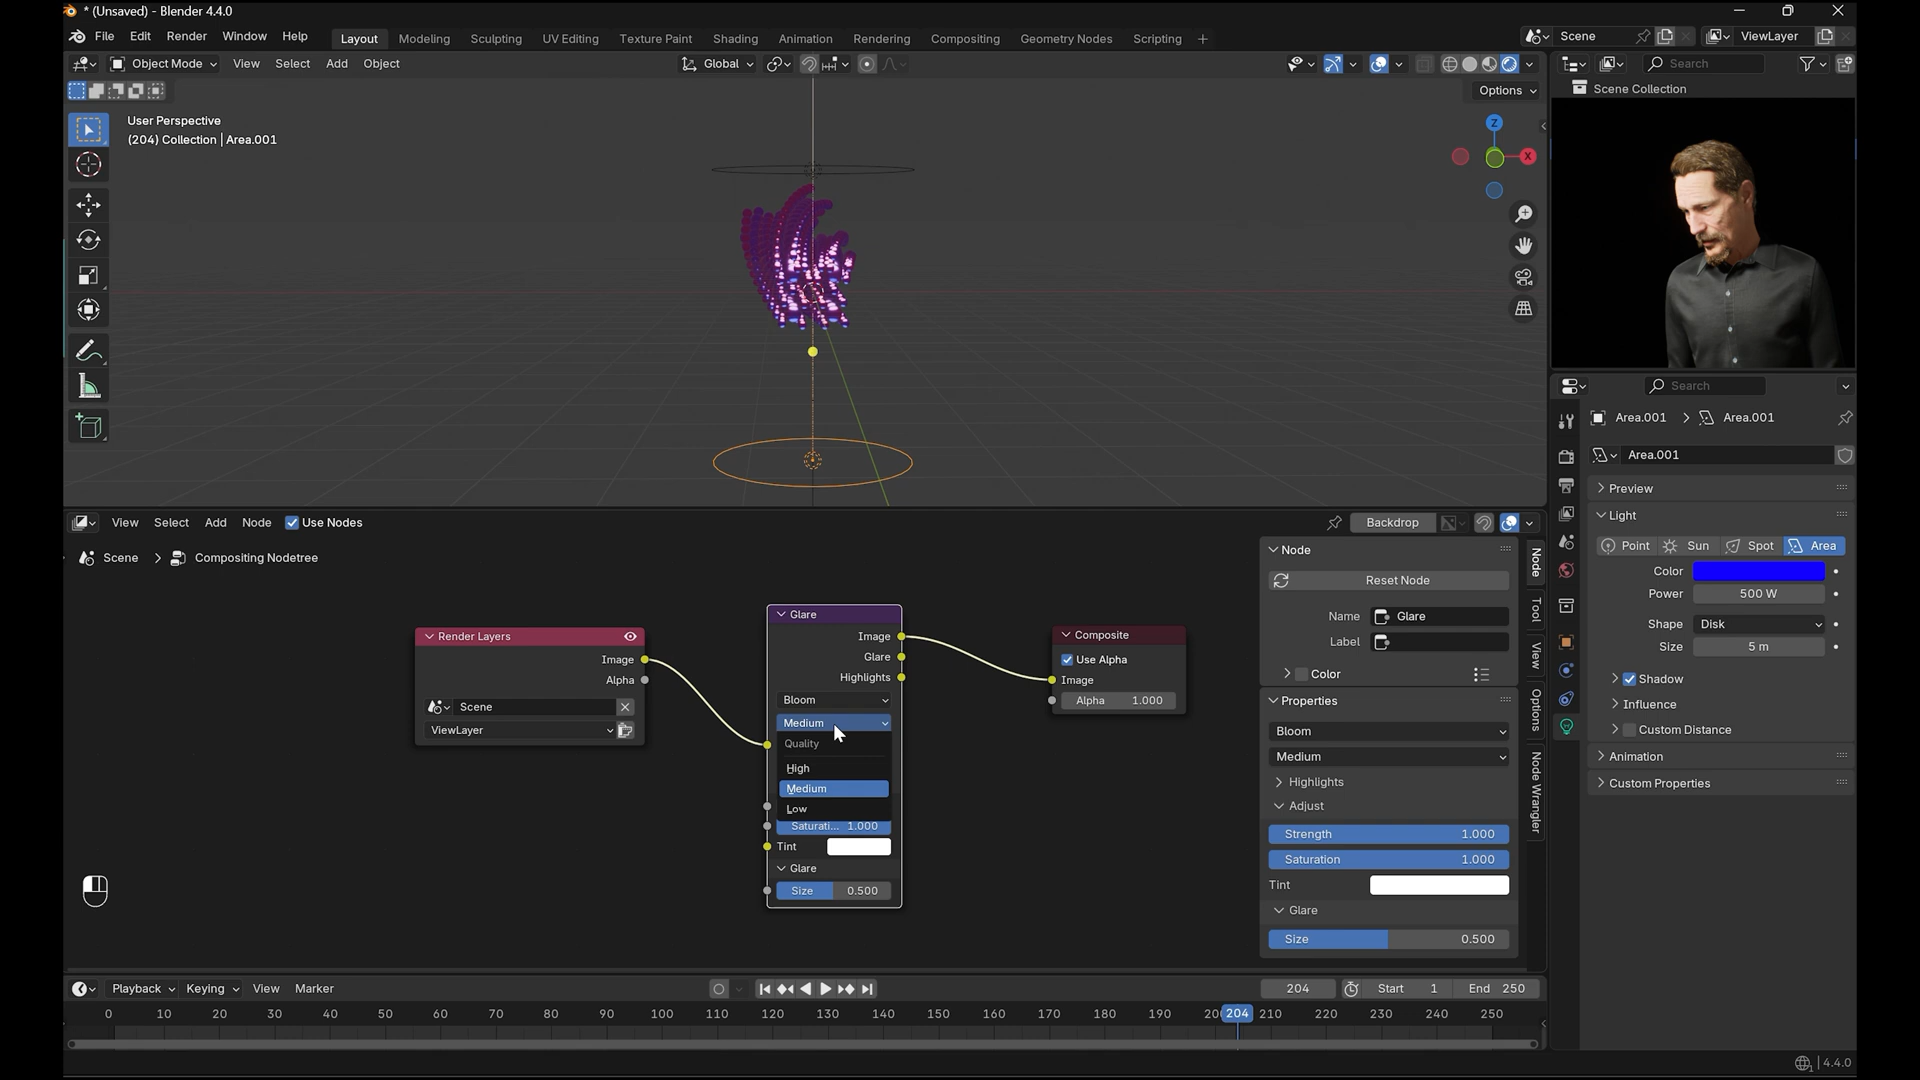 * (Unsaved) - Blender 4.4.0
File Edit Render Window Help Layout Modeling Sculpting UV Editing Texture Paint Shading Animation Rendering Compositing Geometry Nodes Scripting + Scene ViewLayer
Object Mode View Select Add Object Global Search
Options
Scene Collection
User Perspective
(204) Collection | Area.001
Z
X
Search
Area.001 > Area.001
Area.001
Preview
Light
Point Sun Spot Area
Color
Power 500 W
Shape Disk
Size 5 m
Shadow
Influence
Custom Distance
Animation
Custom Properties
View Select Add Node Use Nodes Backdrop
Scene > Compositing Nodetree
Render Layers
Image
Alpha
Scene
ViewLayer
Glare
Image
Glare
Highlights
Bloom
Medium
Quality
High
Medium
Low
Saturati... 1.000
Tint
Glare
Size 0.500
Composite
Use Alpha
Image
Alpha 1.000
Node
Reset Node
Name Glare
Label
Color
Properties
Bloom
Medium
Highlights
Adjust
Strength 1.000
Saturation 1.000
Tint
Glare
Size 0.500
Node
Tool
View
Options
Node Wrangler
Playback Keying View Marker 204 Start 1 End 250
0 10 20 30 40 50 60 70 80 90 100 110 120 130 140 150 160 170 180 190 20 204 210 220 230 240 250
4.4.0